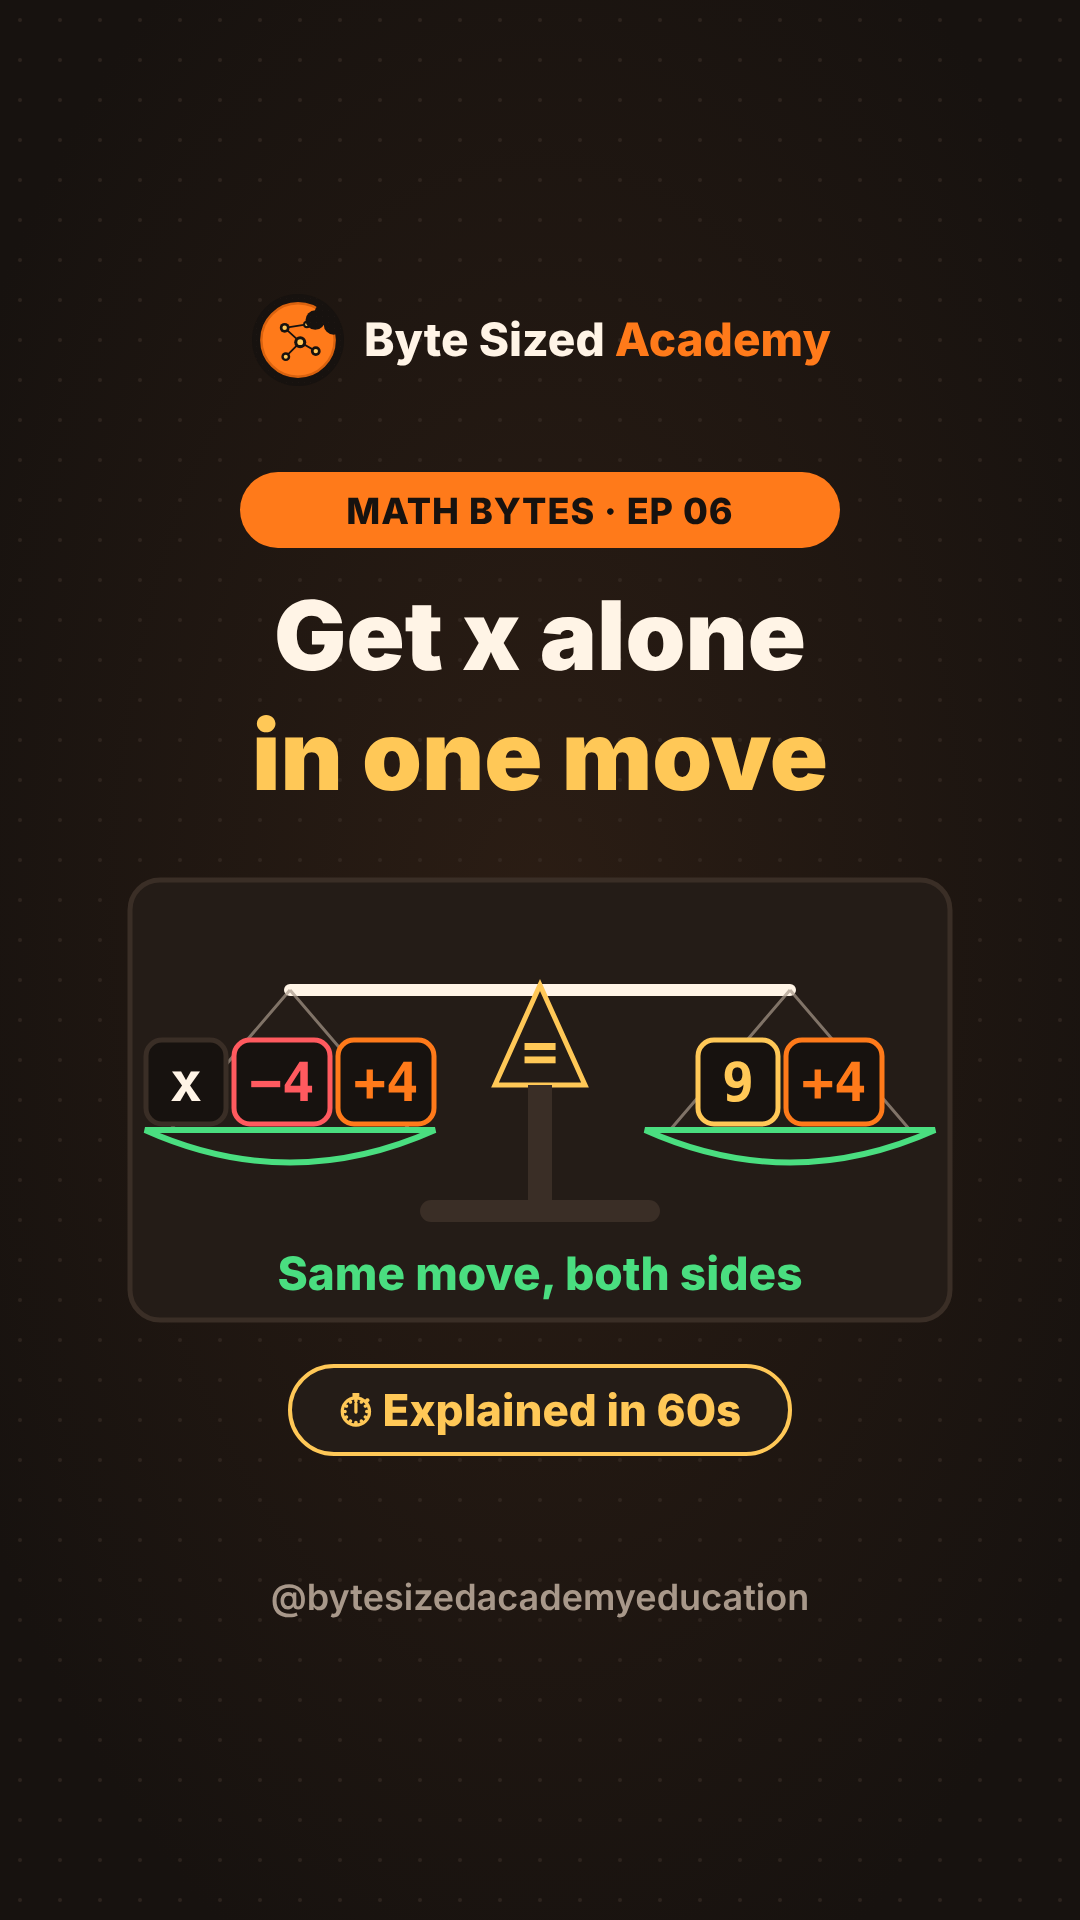 Byte Sized Academy
MATH BYTES · EP 06
Get x alone
in one move
=
x −4 +4 9 +4
Same move, both sides
⏱ Explained in 60s
@bytesizedacademyeducation